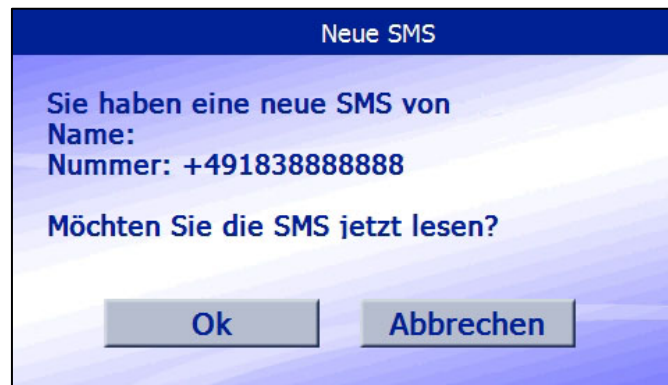 Neue SMS
Sie haben eine neue SMS von
Name:
Nummer: +491838888888
Möchten Sie die SMS jetzt lesen?
Ok
Abbrechen